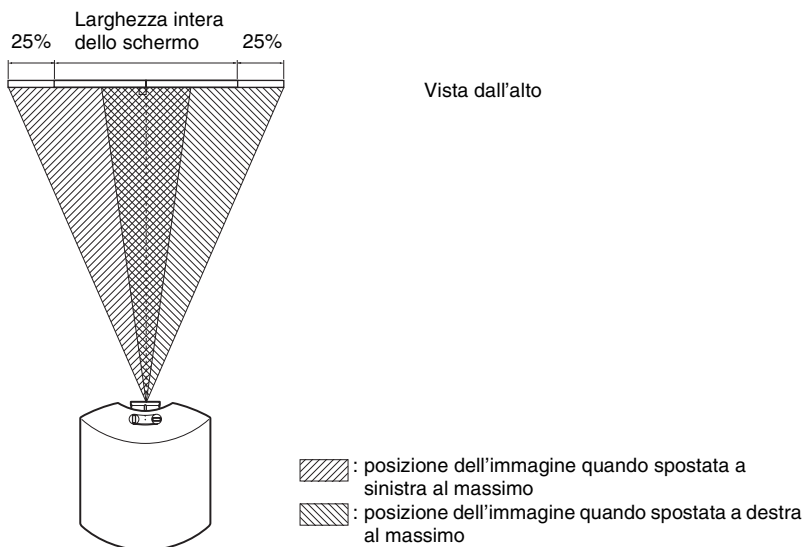 Larghezza intera
dello schermo
25%
25%
Vista dall'alto
: posizione dell'immagine quando spostata a
sinistra al massimo
: posizione dell'immagine quando spostata a destra
al massimo